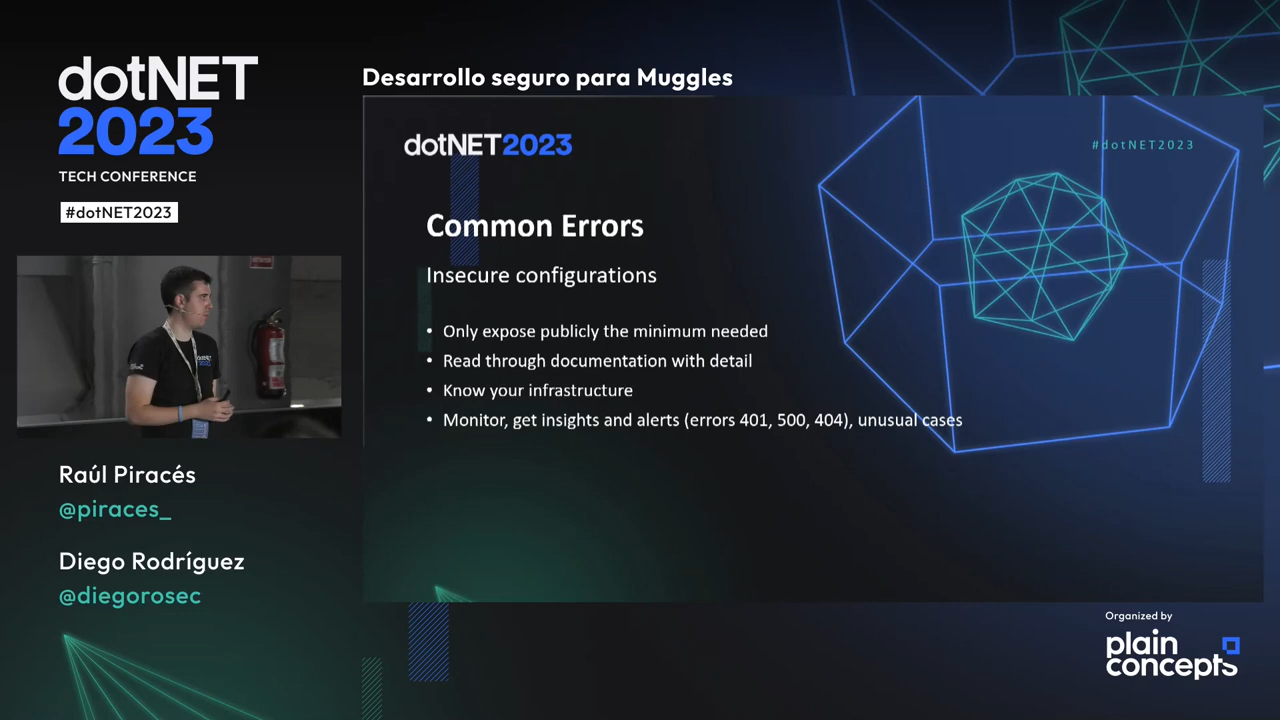 dotNET
2023
TECH CONFERENCE
#dotNET2023
Desarrollo seguro para Muggles
dotNET2023
#dotNET2023
Common Errors
Insecure configurations
• Only expose publicly the minimum needed
• Read through documentation with detail
• Know your infrastructure
• Monitor, get insights and alerts (errors 401, 500, 404), unusual cases
Raúl Piracés
@piraces_
Diego Rodríguez
@diegorosec
Organized by
plain
concepts